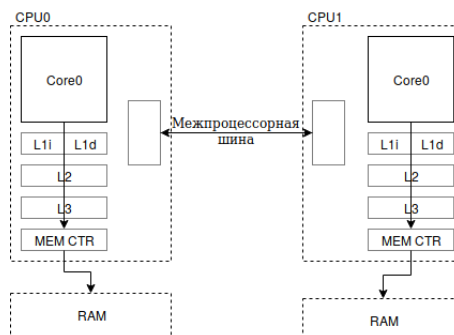 CPU0
CPU1
Core0
Core0
Межпроцессорная
шина
L1i L1d
L1i L1d
L2
L2
L3
L3
MEM CTR
MEM CTR
RAM
RAM